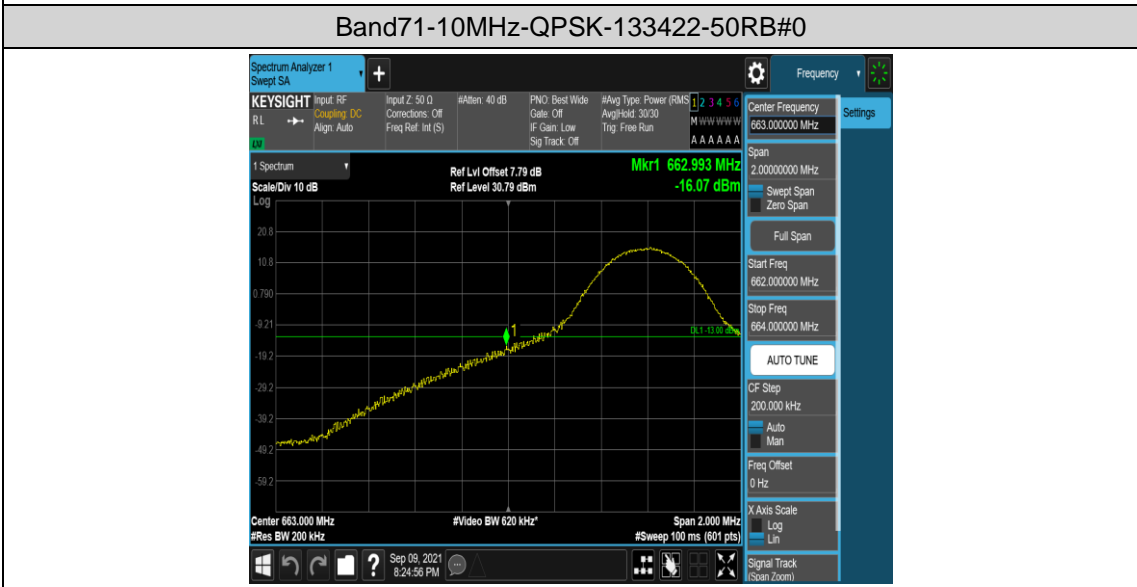 Band71-10MHz-QPSK-133422-50RB#0
Spectrum Analyzer 1
Swept SA
Frequency
KEYSIGHT
RL
Input: RF
Coupling: DC
Align: Auto
Input Z: 50 Ω
Corrections: Off
Freq Ref: Int (S)
#Atten: 40 dB
PNO: Best Wide
Gate: Off
IF Gain: Low
Sig Track: Off
#Avg Type: Power (RMS
Avg|Hold: 30/30
Trig: Free Run
1 2 3 4 5 6
M W W W W W
A A A A A A
1 Spectrum
Scale/Div 10 dB
Log
Ref Lvl Offset 7.79 dB
Ref Level 30.79 dBm
Mkr1 662.993 MHz
-16.07 dBm
20.8
10.8
0.790
-9.21
-19.2
-29.2
-39.2
-49.2
-59.2
1
DL1 -13.00 dBm
Center 663.000 MHz
#Res BW 200 kHz
#Video BW 620 kHz*
Span 2.000 MHz
#Sweep 100 ms (601 pts)
Center Frequency
663.000000 MHz
Settings
Span
2.00000000 MHz
Swept Span
Zero Span
Full Span
Start Freq
662.000000 MHz
Stop Freq
664.000000 MHz
AUTO TUNE
CF Step
200.000 kHz
Auto
Man
Freq Offset
0 Hz
X Axis Scale
Log
Lin
Signal Track
(Span Zoom)
?
Sep 09, 2021
8:24:56 PM